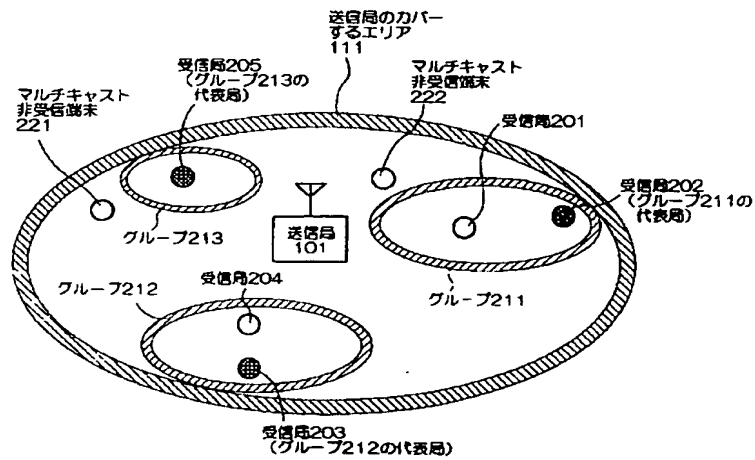 送信局のカバー
するエリア
111
受信局205
(グループ213の
代表局)
マルチキャスト
非受信端末
222
マルチキャスト
非受信端末
221
受信局201
受信局202
(グループ211の
代表局)
グループ213
送信局
101
グループ212
受信局204
グループ211
受信局203
(グループ212の代表局)